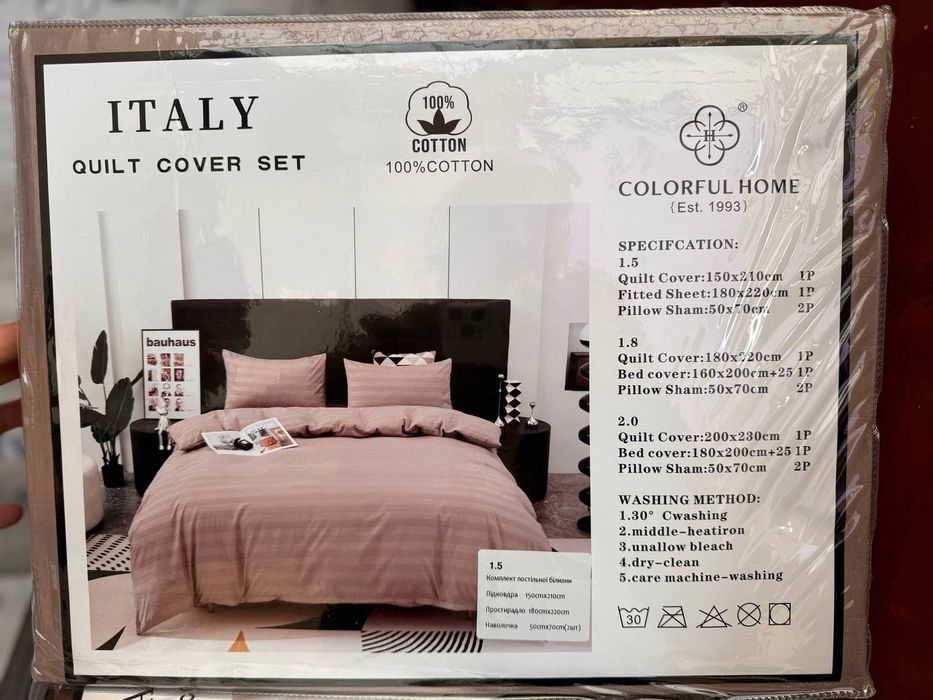 ITALY
QUILT COVER SET
100%
COTTON
100%COTTON
H
®
COLORFUL HOME
{Est. 1993}
SPECIFCATION:
1.5
Quilt Cover:150x210cm 1P
Fitted Sheet:180x220cm 1P
Pillow Sham:50x70cm 2P
1.8
Quilt Cover:180x220cm 1P
Bed cover:160x200cm+25 1P
Pillow Sham:50x70cm 2P
2.0
Quilt Cover:200x230cm 1P
Bed cover:180x200cm+25 1P
Pillow Sham:50x70cm 2P
WASHING METHOD:
1.30° Cwashing
2.middle-heatiron
3.unallow bleach
4.dry-clean
5.care machine-washing
30
bauhaus
1.5
Комплект постільної білизни
Підковдра 150cmx210cm
Простирадло 180cmx220cm
Наволочка 50cmx70cm(2шт)